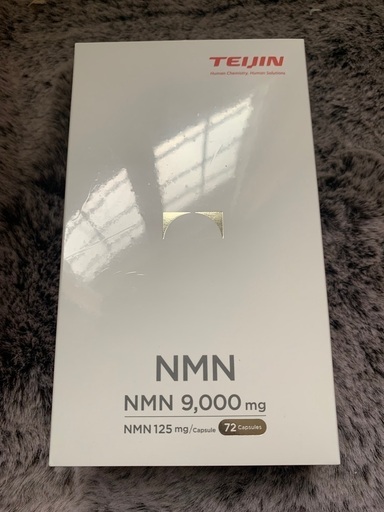 TEIJIN
Human Chemistry, Human Solutions
NMN
NMN 9,000 mg
NMN 125 mg/Capsule 72 Capsules